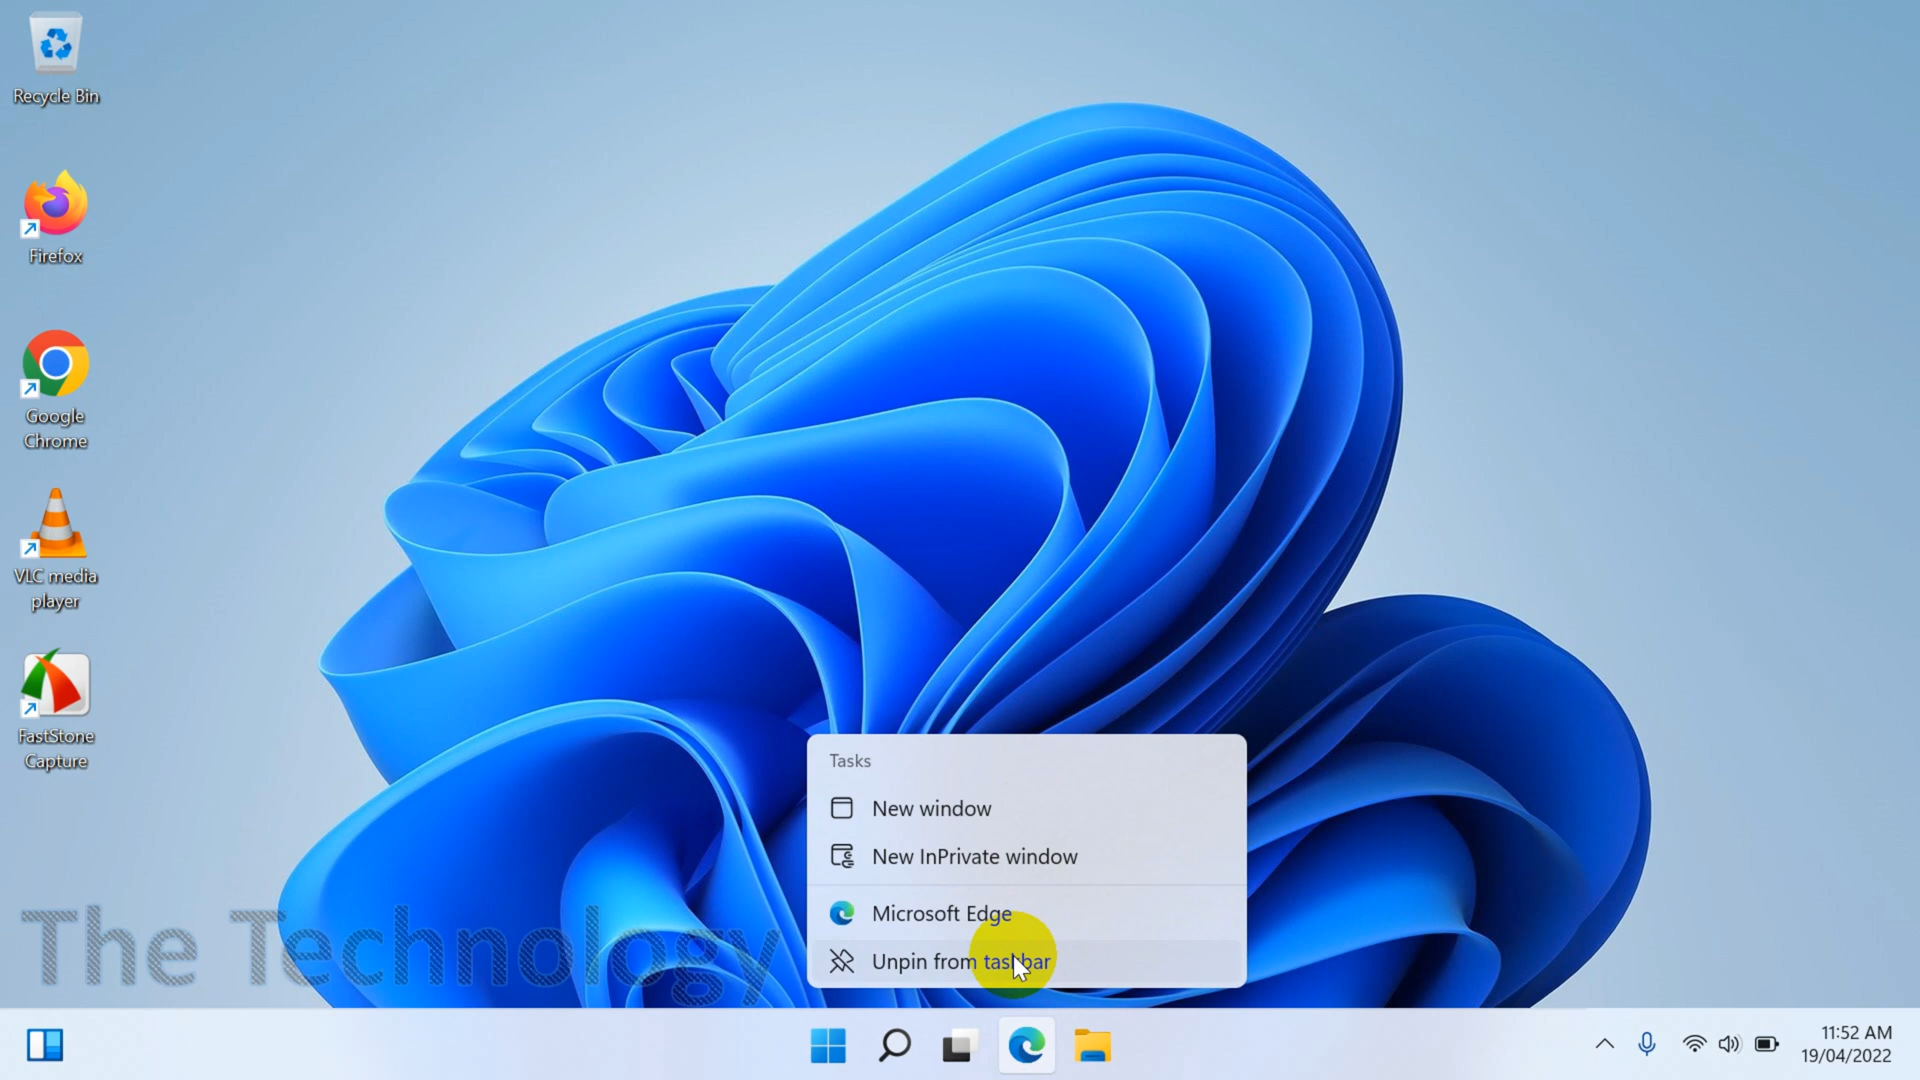 Recycle Bin
Firefox
Google
Chrome
VLC media
player
FastStone
Capture
The Technology
Tasks
New window
New InPrivate window
Microsoft Edge
Unpin from taskbar
11:52 AM
19/04/2022